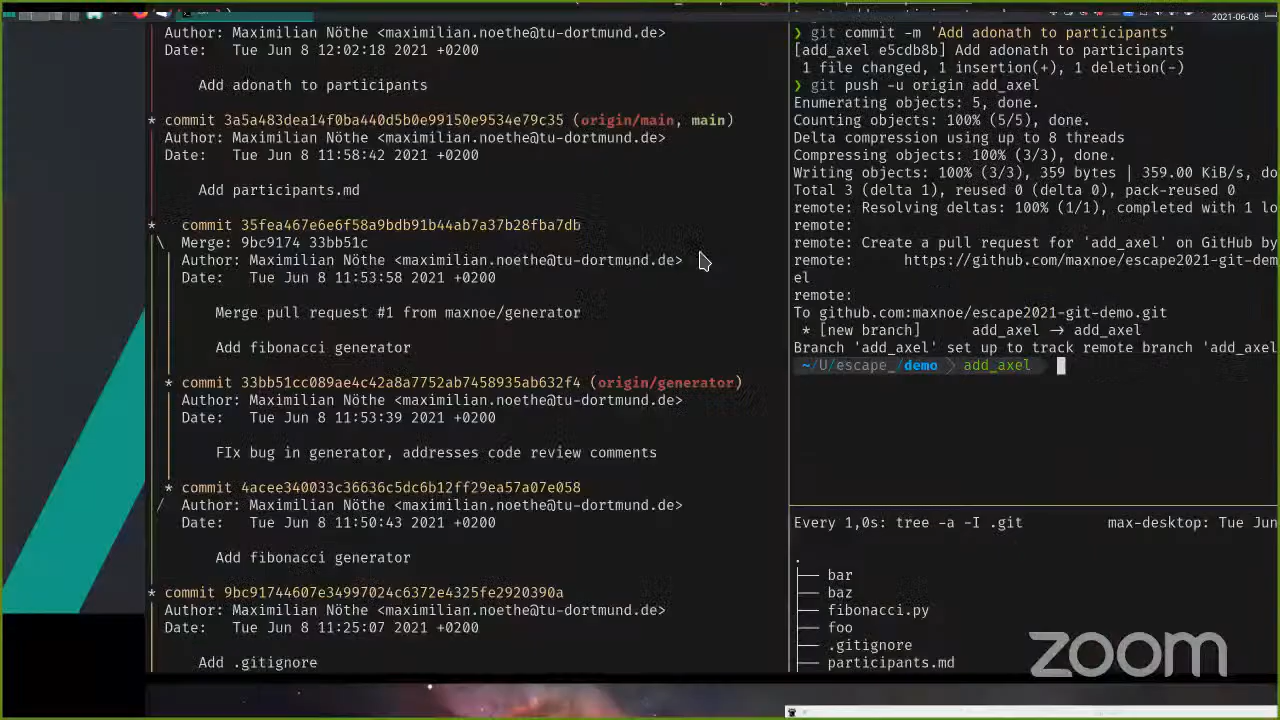 2021-06-08
Author: Maximilian Nöthe <maximilian.noethe@tu-dortmund.de>
Date:   Tue Jun 8 12:02:18 2021 +0200
Add adonath to participants
* commit 3a5a483dea14f0ba440d5b0e99150e9534e79c35 (origin/main, main)
Author: Maximilian Nöthe <maximilian.noethe@tu-dortmund.de>
Date:   Tue Jun 8 11:58:42 2021 +0200
Add participants.md
*   commit 35fea467e6e6f58a9bdb91b44ab7a37b28fba7db
|\  Merge: 9bc9174 33bb51c
| | Author: Maximilian Nöthe <maximilian.noethe@tu-dortmund.de>
| | Date:   Tue Jun 8 11:53:58 2021 +0200
Merge pull request #1 from maxnoe/generator
Add fibonacci generator
| * commit 33bb51cc089ae4c42a8a7752ab7458935ab632f4 (origin/generator)
| | Author: Maximilian Nöthe <maximilian.noethe@tu-dortmund.de>
| | Date:   Tue Jun 8 11:53:39 2021 +0200
FIx bug in generator, addresses code review comments
| * commit 4acee340033c36636c5dc6b12ff29ea57a07e058
|/  Author: Maximilian Nöthe <maximilian.noethe@tu-dortmund.de>
|   Date:   Tue Jun 8 11:50:43 2021 +0200
Add fibonacci generator
* commit 9bc91744607e34997024c6372e4325fe2920390a
| Author: Maximilian Nöthe <maximilian.noethe@tu-dortmund.de>
| Date:   Tue Jun 8 11:25:07 2021 +0200
Add .gitignore
❯ git commit -m 'Add adonath to participants'
[add_axel e5cdb8b] Add adonath to participants
1 file changed, 1 insertion(+), 1 deletion(-)
❯ git push -u origin add_axel
Enumerating objects: 5, done.
Counting objects: 100% (5/5), done.
Delta compression using up to 8 threads
Compressing objects: 100% (3/3), done.
Writing objects: 100% (3/3), 359 bytes | 359.00 KiB/s, do
Total 3 (delta 1), reused 0 (delta 0), pack-reused 0
remote: Resolving deltas: 100% (1/1), completed with 1 lo
remote:
remote: Create a pull request for 'add_axel' on GitHub by
remote:      https://github.com/maxnoe/escape2021-git-dem
el
remote:
To github.com:maxnoe/escape2021-git-demo.git
* [new branch]      add_axel → add_axel
Branch 'add_axel' set up to track remote branch 'add_axel
~/U/escape_/demo  add_axel
Every 1,0s: tree -a -I .git          max-desktop: Tue Jun
.
├── bar
├── baz
├── fibonacci.py
├── foo
├── .gitignore
├── participants.md
zoom